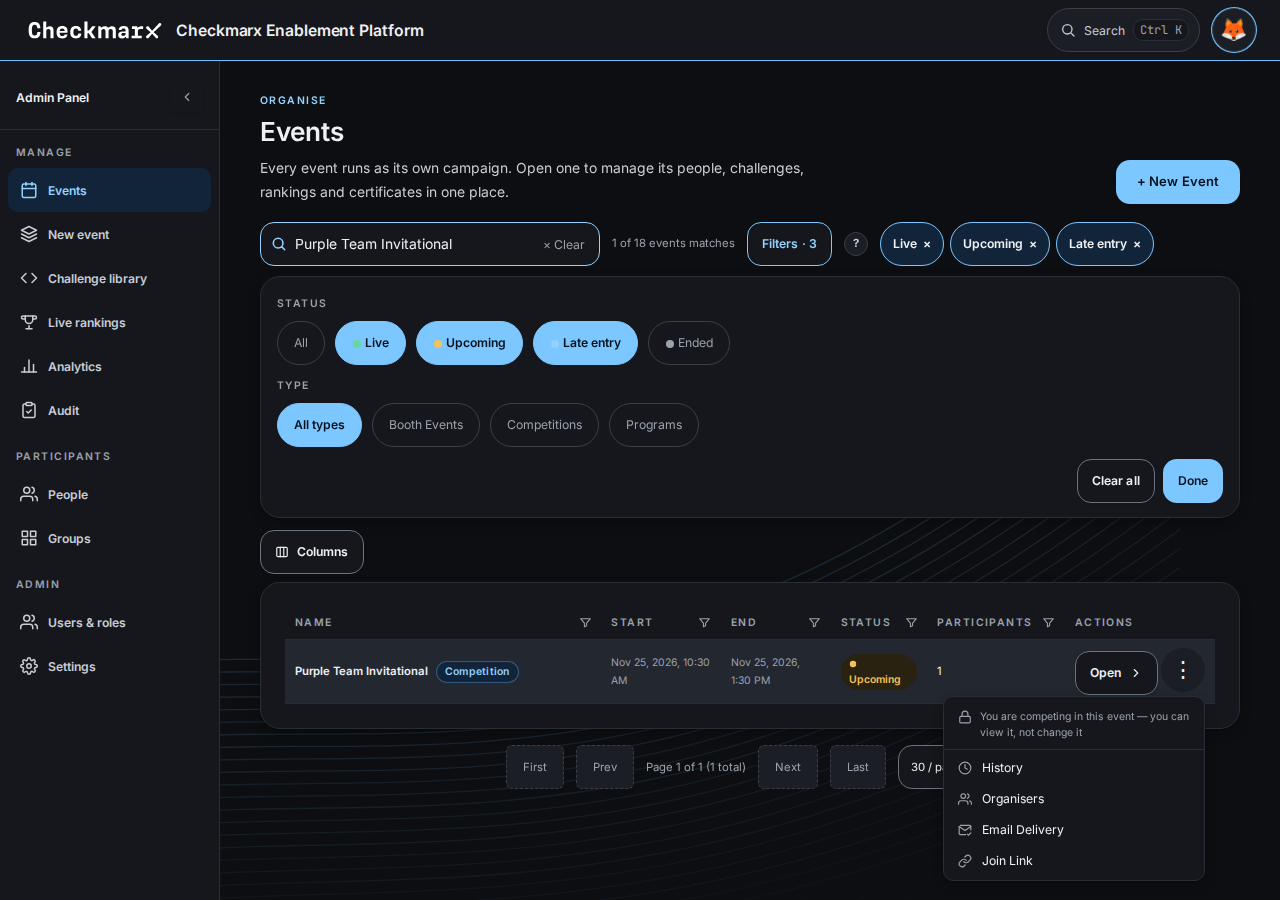 Checkmarx Checkmarx Enablement Platform
Search Ctrl K
Admin Panel
MANAGE
Events
New event
Challenge library
Live rankings
Analytics
Audit
PARTICIPANTS
People
Groups
ADMIN
Users & roles
Settings
ORGANISE
Events
Every event runs as its own campaign. Open one to manage its people, challenges,
rankings and certificates in one place.
+ New Event
Purple Team Invitational × Clear
1 of 18 events matches
Filters · 3
?
Live ×
Upcoming ×
Late entry ×
STATUS
All
Live
Upcoming
Late entry
Ended
TYPE
All types
Booth Events
Competitions
Programs
Clear all
Done
Columns
NAME START END STATUS PARTICIPANTS ACTIONS
Purple Team Invitational Competition
Nov 25, 2026, 10:30
AM
Nov 25, 2026,
1:30 PM
Upcoming
1
Open
You are competing in this event — you can
view it, not change it
History
Organisers
Email Delivery
Join Link
First
Prev
Page 1 of 1 (1 total)
Next
Last
30 /